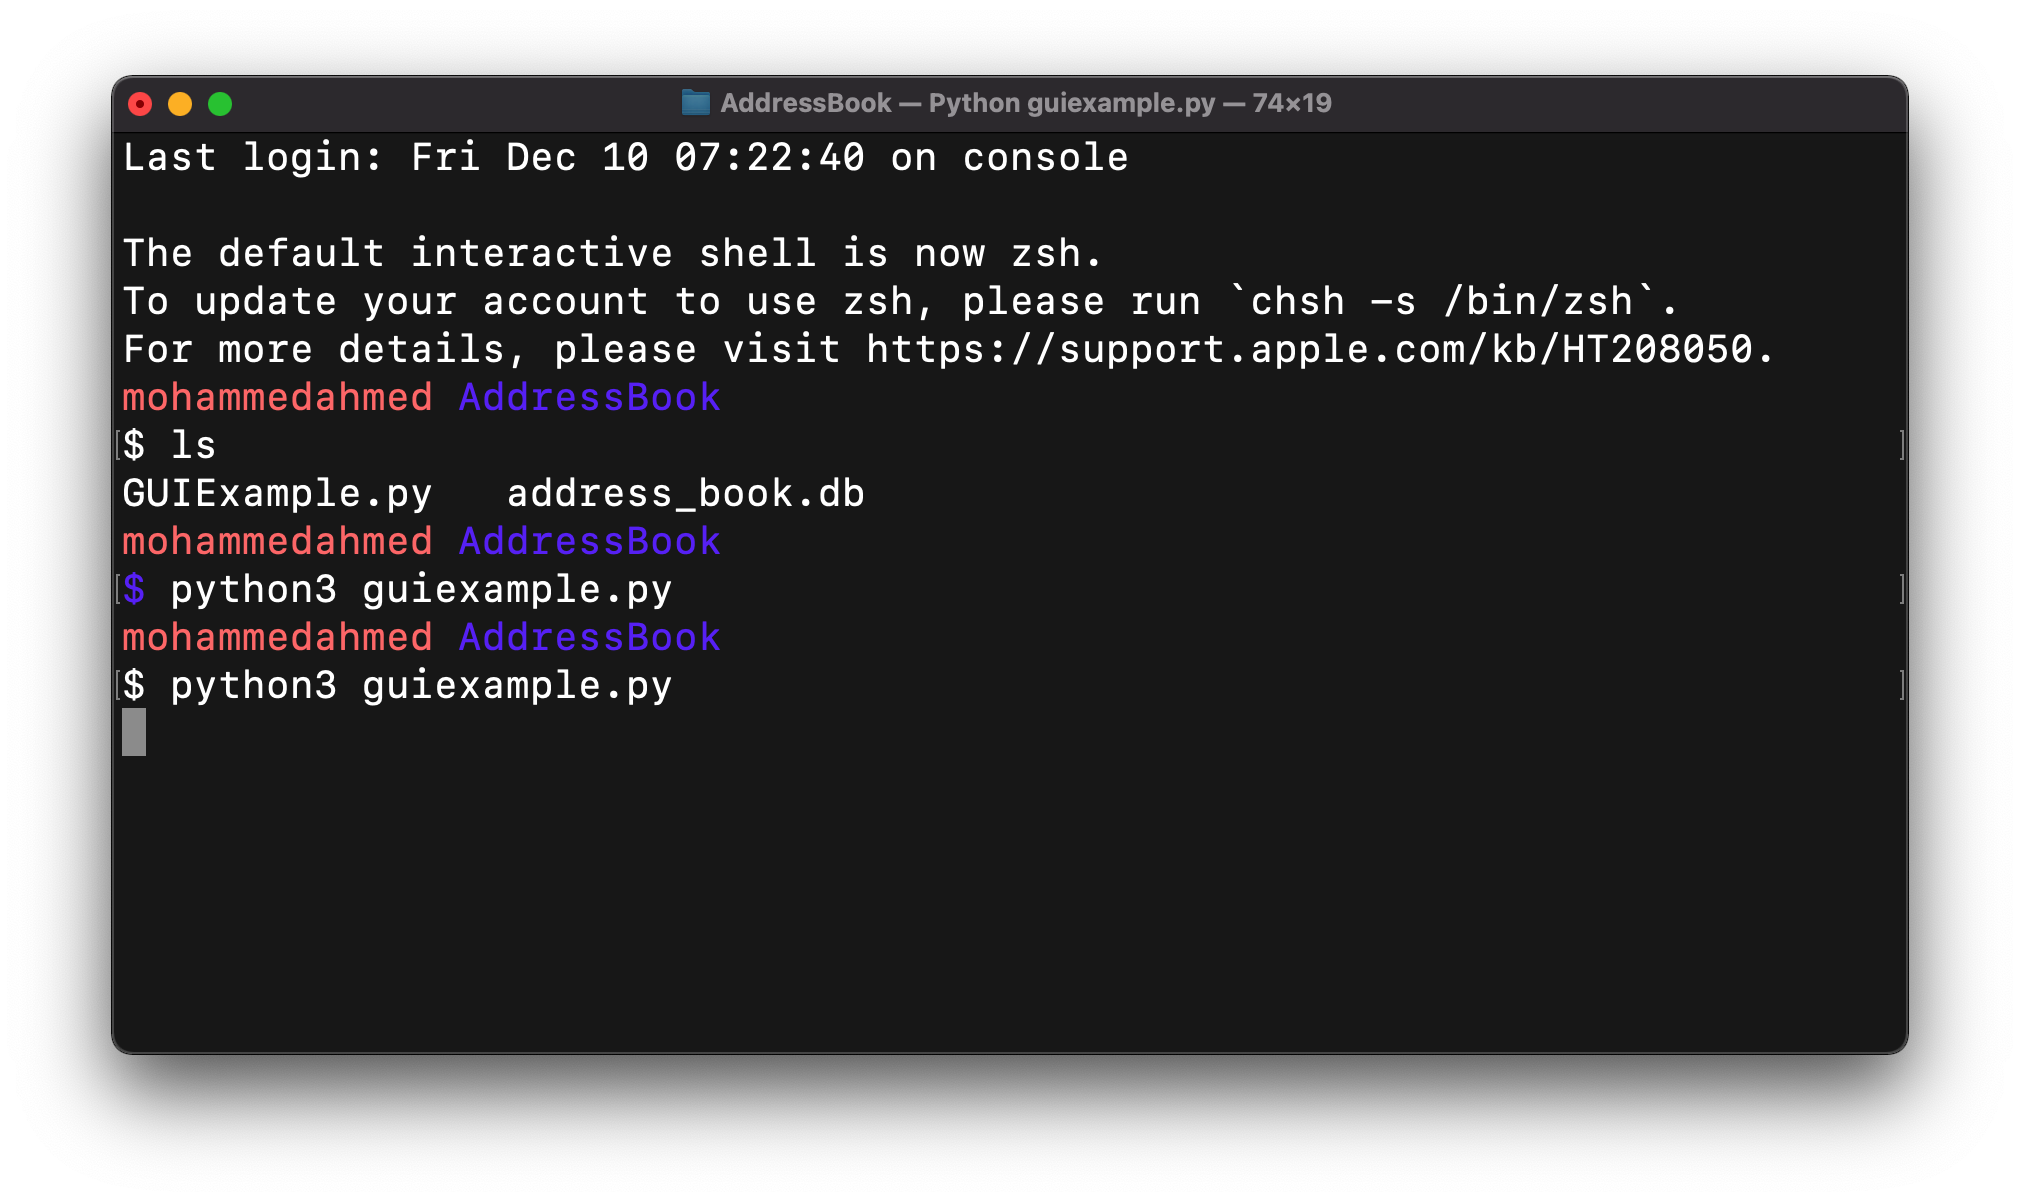 AddressBook — Python guiexample.py — 74×19
Last login: Fri Dec 10 07:22:40 on console
The default interactive shell is now zsh.
To update your account to use zsh, please run `chsh -s /bin/zsh`.
For more details, please visit https://support.apple.com/kb/HT208050.
mohammedahmed AddressBook
[$ ls ]
GUIExample.py address_book.db
mohammedahmed AddressBook
[$ python3 guiexample.py ]
mohammedahmed AddressBook
[$ python3 guiexample.py ]